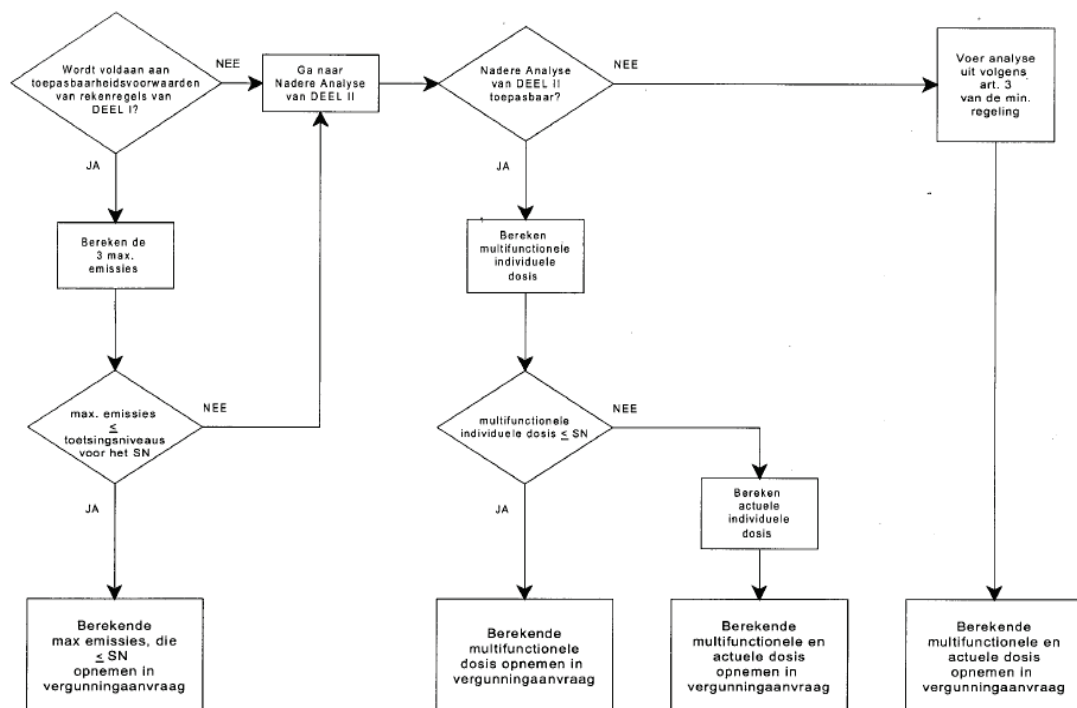 Wordt voldaan aan
toepasbaarheidsvoorwaarden
van rekenregels van
DEEL I?
NEE
Ga naar
Nadere Analyse
van DEEL II
Nadere Analyse
van DEEL II
toepasbaar?
NEE
Voer analyse
uit volgens
art. 3
van de min.
regeling
JA
JA
Bereken de
3 max.
emissies
Bereken
multifunctionele
individuele
dosis
max. emissies
≤
toetsingsniveaus
voor het SN
NEE
multifunctionele
individuele dosis ≤ SN
NEE
JA
JA
Bereken
actuele
individuele
dosis
Berekende
max emissies, die
≤ SN
opnemen in
vergunningaanvraag
Berekende
multifunctionele
dosis opnemen in
vergunningaanvraag
Berekende
multifunctionele en
actuele dosis
opnemen in
vergunningaanvraag
Berekende
multifunctionele en
actuele dosis
opnemen in
vergunningaanvraag